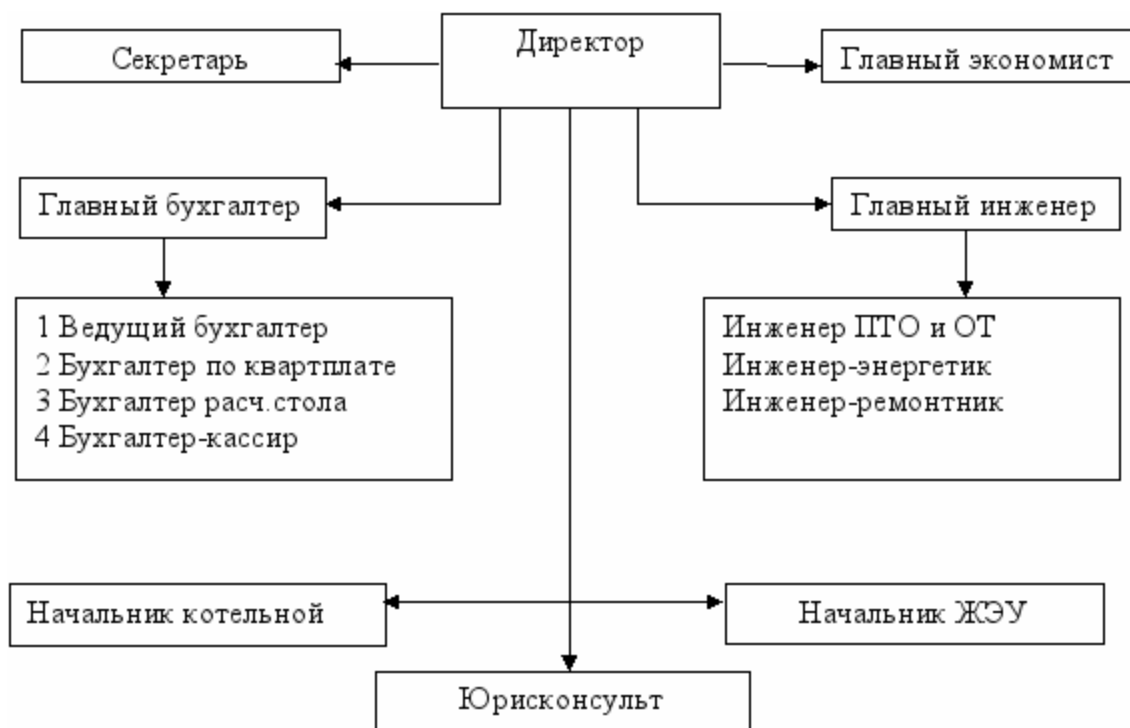 Директор
Секретарь
Главный экономист
Главный бухгалтер
Главный инженер
1 Ведущий бухгалтер
2 Бухгалтер по квартплате
3 Бухгалтер расч.стола
4 Бухгалтер-кассир
Инженер ПТО и ОТ
Инженер-энергетик
Инженер-ремонтник
Начальник котельной
Начальник ЖЭУ
Юрисконсульт